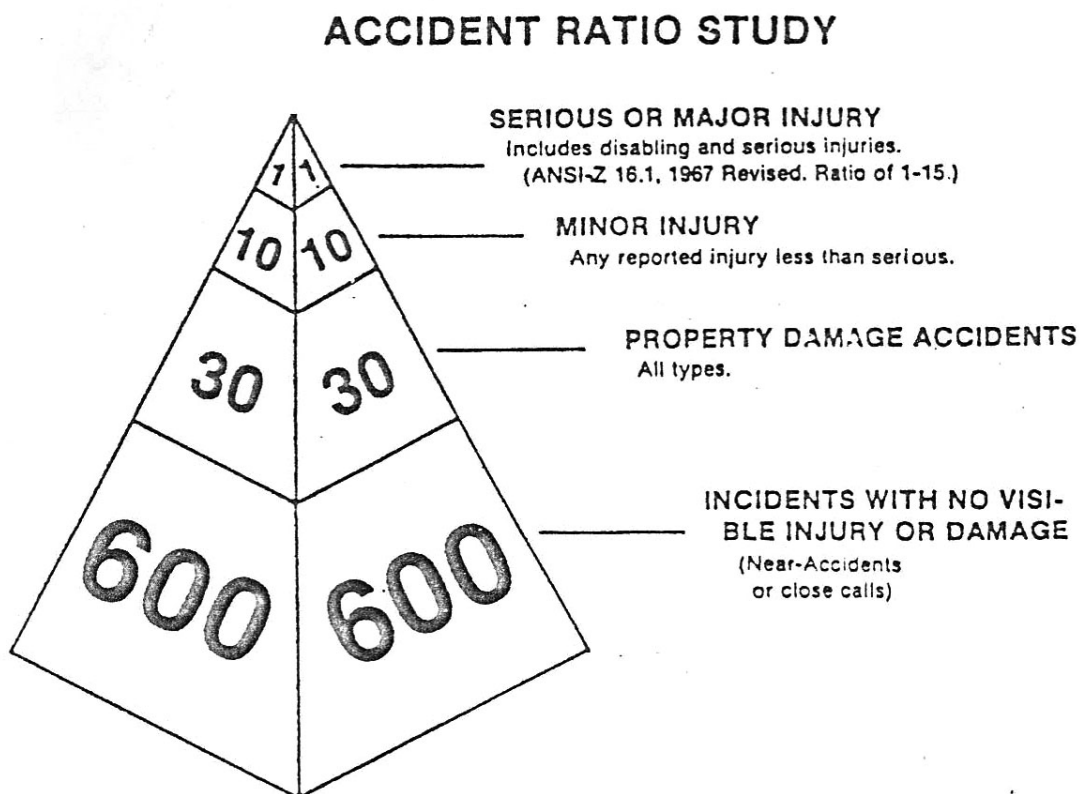 ACCIDENT RATIO STUDY
SERIOUS OR MAJOR INJURY
Includes disabling and serious injuries.
(ANSI-Z 16.1, 1967 Revised. Ratio of 1-15.)
1 1
MINOR INJURY
Any reported injury less than serious.
10 10
PROPERTY DAMAGE ACCIDENTS
All types.
30 30
INCIDENTS WITH NO VISI-
BLE INJURY OR DAMAGE
(Near-Accidents
or close calls)
600 600